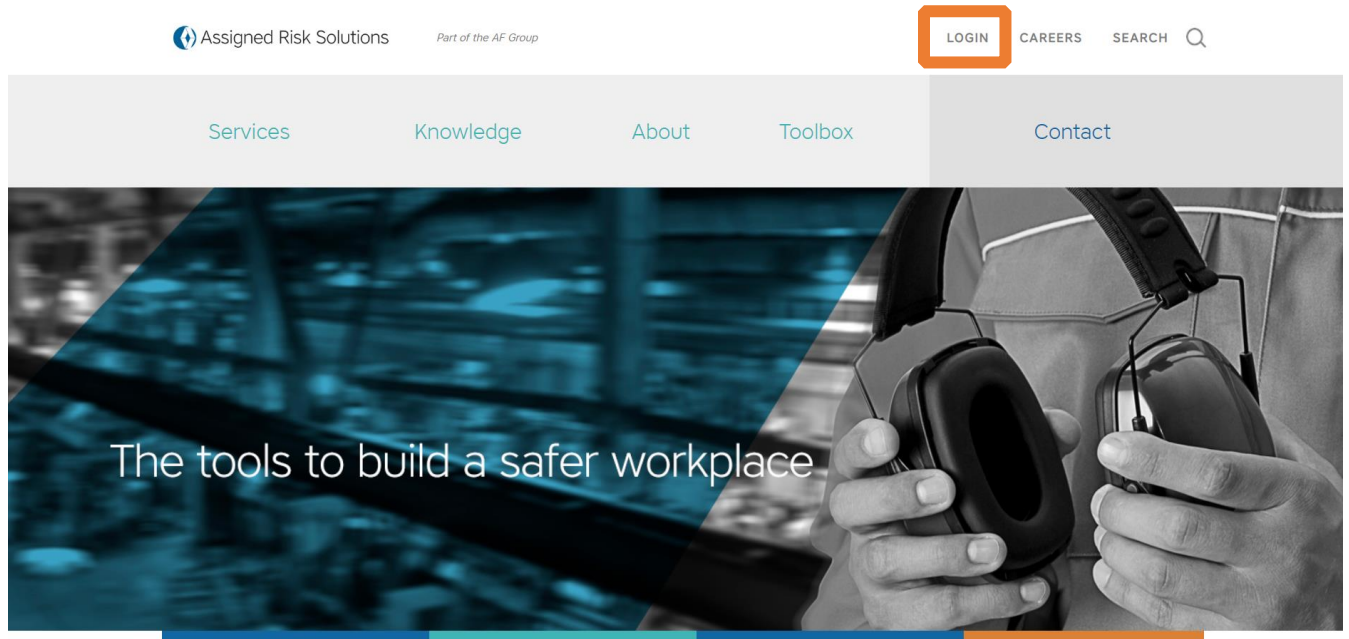 Assigned Risk Solutions Part of the AF Group LOGIN CAREERS SEARCH
Services Knowledge About Toolbox Contact
The tools to build a safer workplace